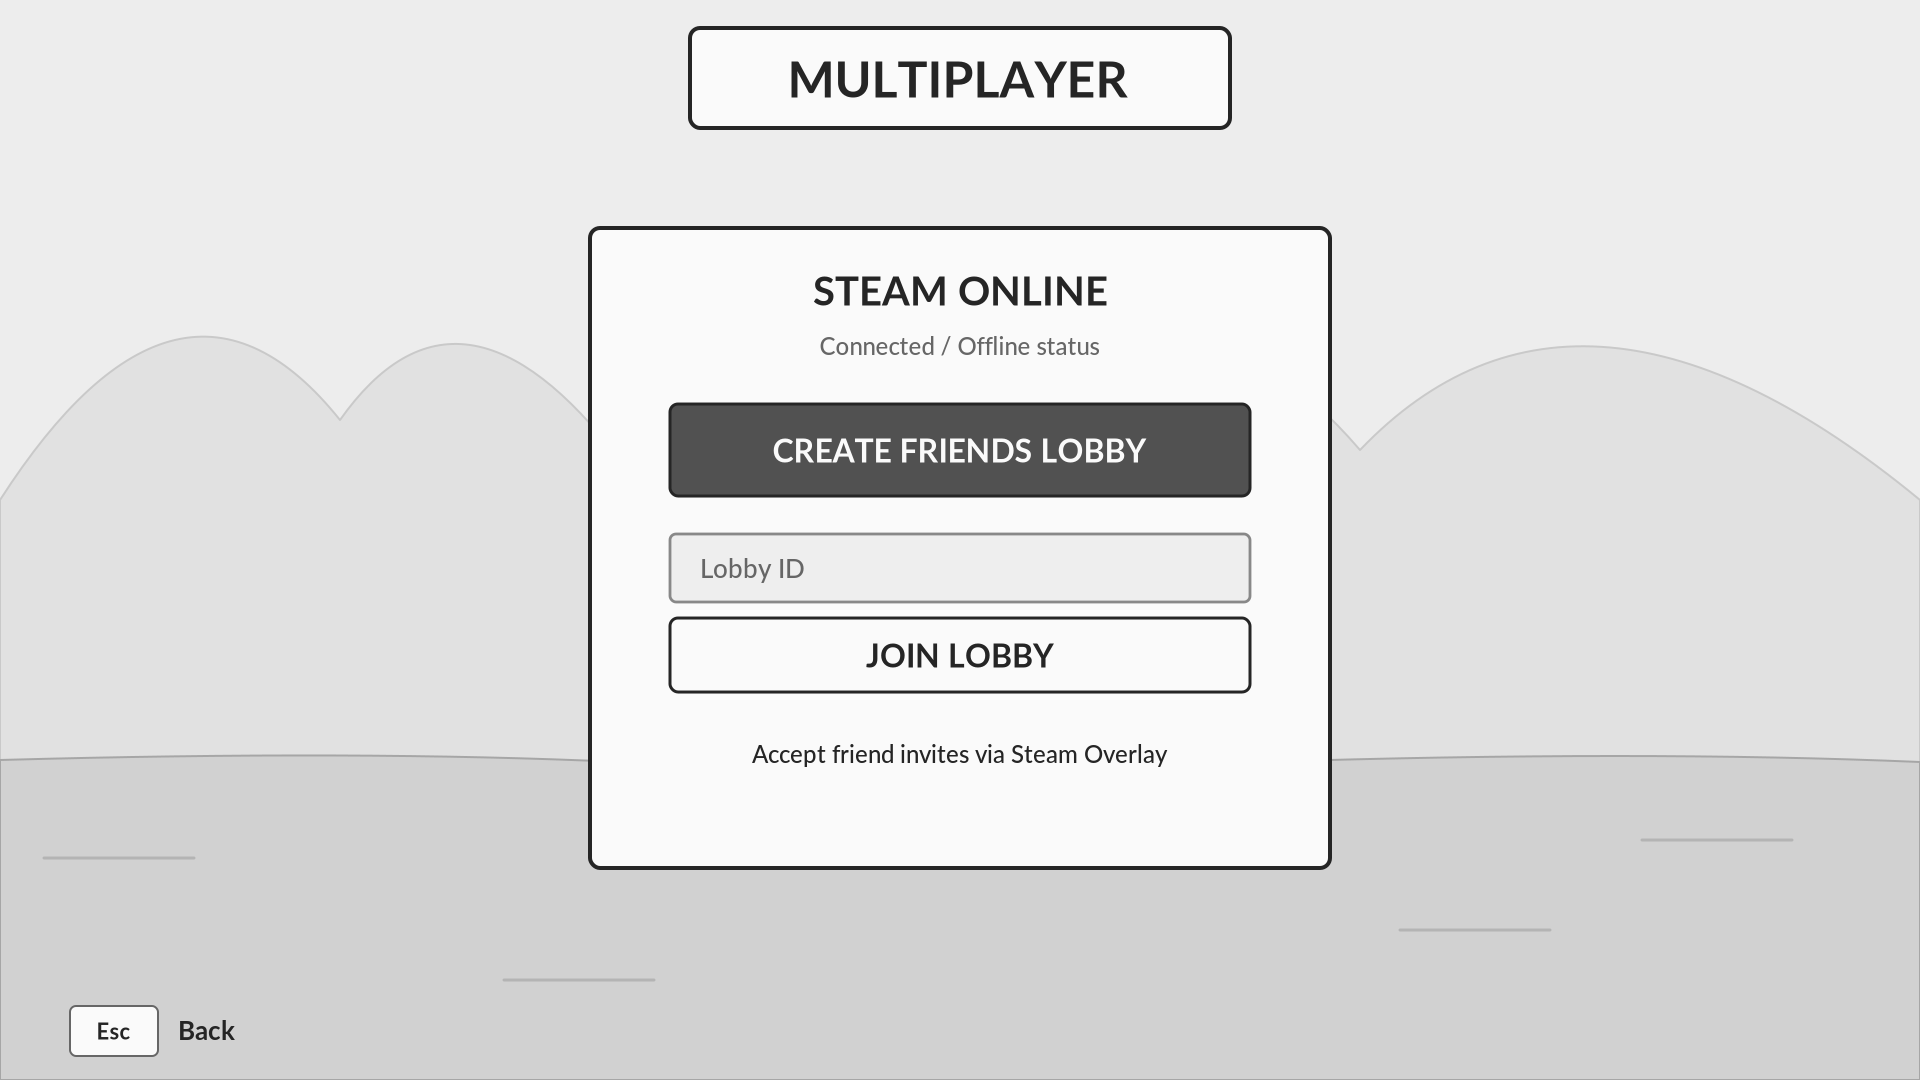 MULTIPLAYER
STEAM ONLINE
Connected / Offline status
CREATE FRIENDS LOBBY
Lobby ID
JOIN LOBBY
Accept friend invites via Steam Overlay
Esc Back